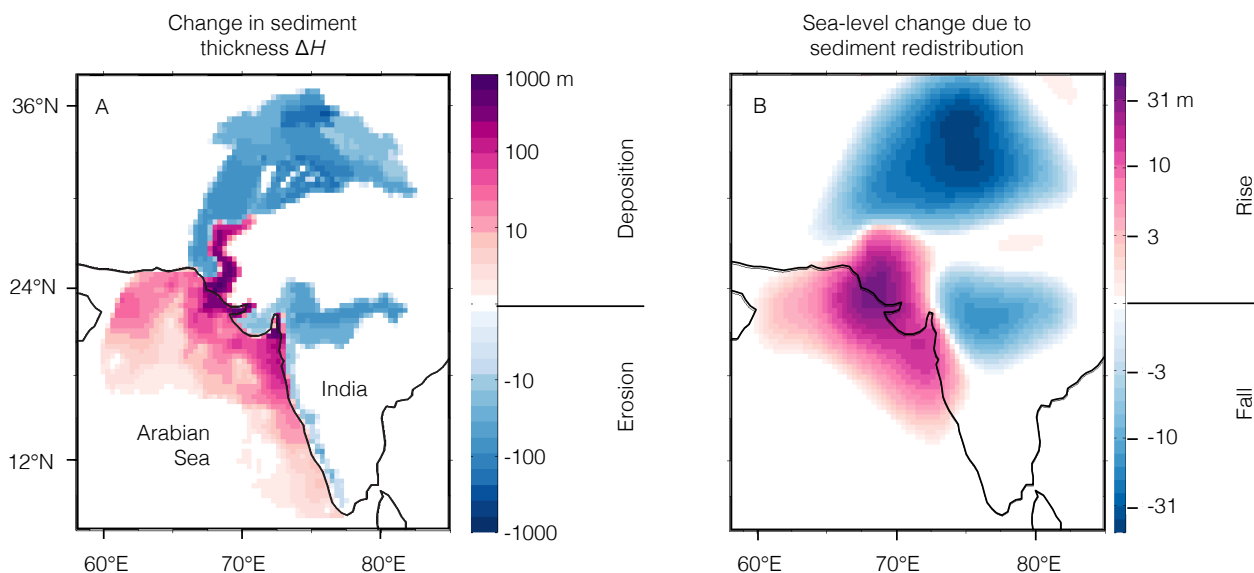 Change in sediment
thickness ΔH
A
36°N
24°N
12°N
60°E
70°E
80°E
India
Arabian
Sea
1000 m
100
10
-10
-100
-1000
Deposition
Erosion
Sea-level change due to
sediment redistribution
B
60°E
70°E
80°E
31 m
10
3
-3
-10
-31
Rise
Fall